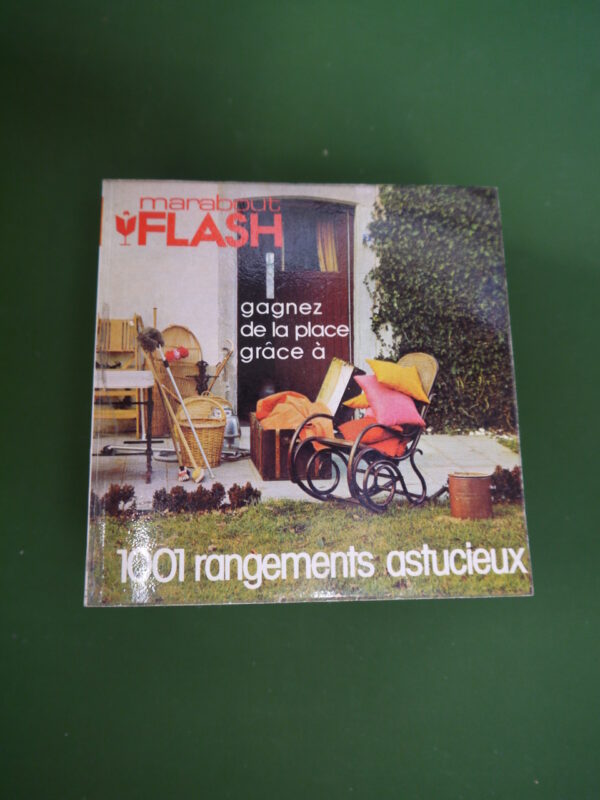 marabout
FLASH
gagnez
de la place
grâce à
1001 rangements astucieux